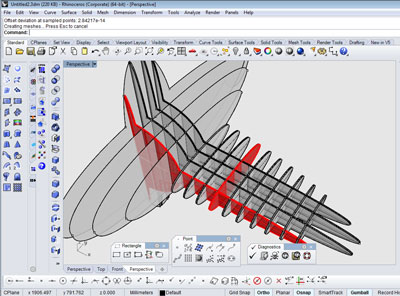 Untitled2.3dm (220 KB) - Rhinoceros (Corporate) (64-bit) - [Perspective]
File Edit View Curve Surface Solid Mesh Dimension Transform Tools Analyze Render Panels Help
Offset deviation at sampled points: 2.84217e-14
Creating meshes... Press Esc to cancel
Command:
Standard CPlanes Set View Display Select Viewport Layout Visibility Transform Curve Tools Surface Tools Solid Tools Mesh Tools Render Tools Drafting New in V5
Perspective
Rectangle
Point
Diagnostics
Perspective Top Front Perspective
CPlane x 1906.497 y 791.762 z 0.000 Millimeters Default Grid Snap Ortho Planar Osnap SmartTrack Gumball Record